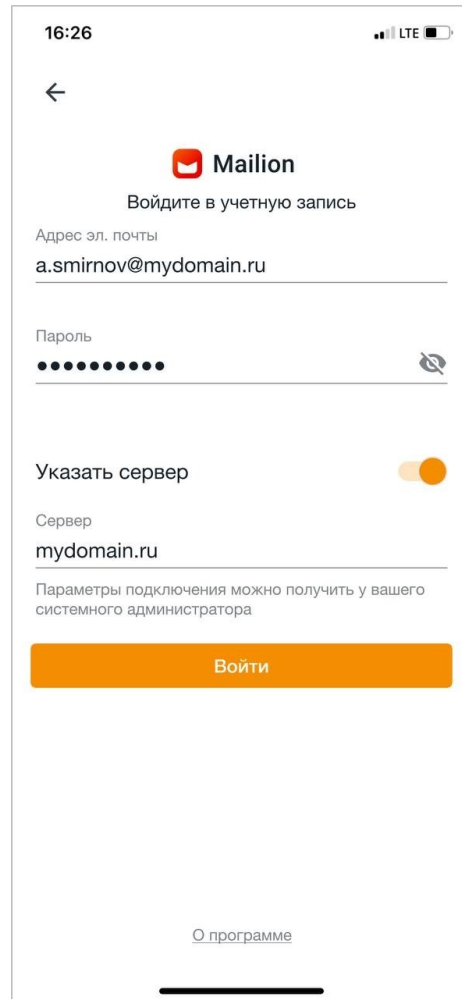 16:26
LTE
Mailion
Войдите в учетную запись
Адрес эл. почты
a.smirnov@mydomain.ru
Пароль
••••••••••
Указать сервер
Сервер
mydomain.ru
Параметры подключения можно получить у вашего
системного администратора
Войти
О программе